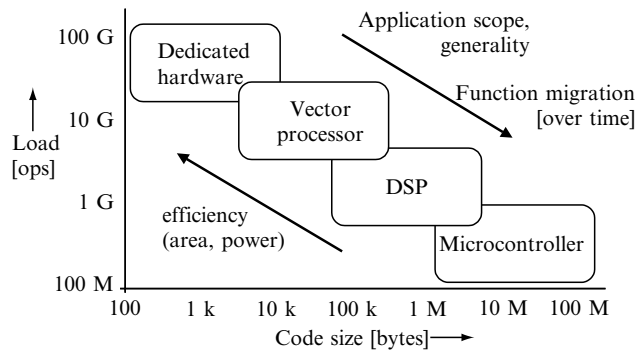 100 G
10 G
1 G
100 M
Load
[ops]
Dedicated
hardware
Vector
processor
DSP
Microcontroller
Application scope,
generality
Function migration
[over time]
efficiency
(area, power)
100
1 k
10 k
100 k
1 M
10 M
100 M
Code size [bytes]